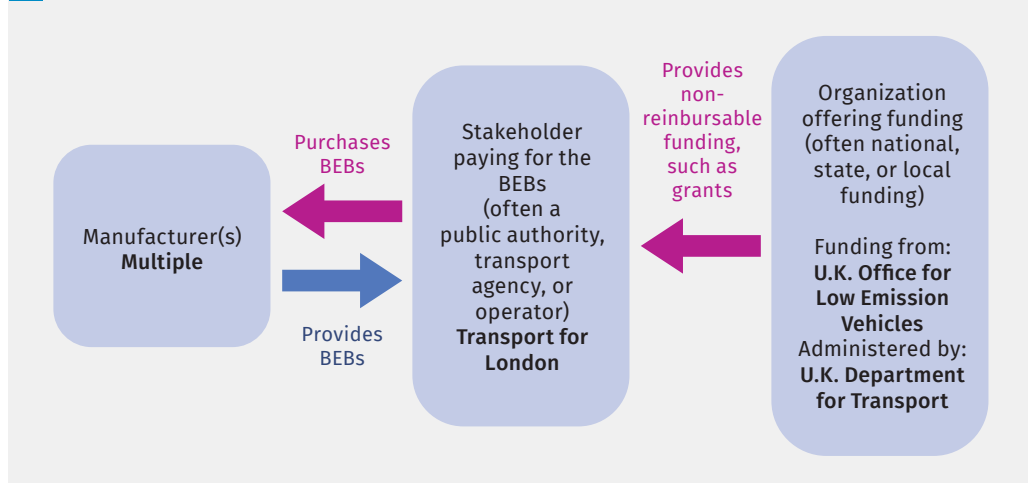 Manufacturer(s)
Multiple
Purchases
BEBs
Provides
BEBs
Stakeholder
paying for the
BEBs
(often a
public authority,
transport
agency, or
operator)
Transport for
London
Provides
non-
reinbursable
funding,
such as
grants
Organization
offering funding
(often national,
state, or local
funding)
Funding from:
U.K. Office for
Low Emission
Vehicles
Administered by:
U.K. Department
for Transport